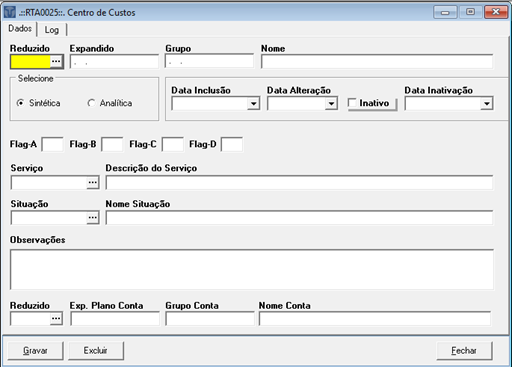 .::RTA0025::. Centro de Custos
Dados Log
Reduzido Expandido Grupo Nome
... . . . .
Selecione
Sintética Analítica
Data Inclusão Data Alteração Inativo Data Inativação
Flag-A Flag-B Flag-C Flag-D
Serviço Descrição do Serviço
...
Situação Nome Situação
...
Observações
Reduzido Exp. Plano Conta Grupo Conta Nome Conta
...
Gravar Excluir Fechar